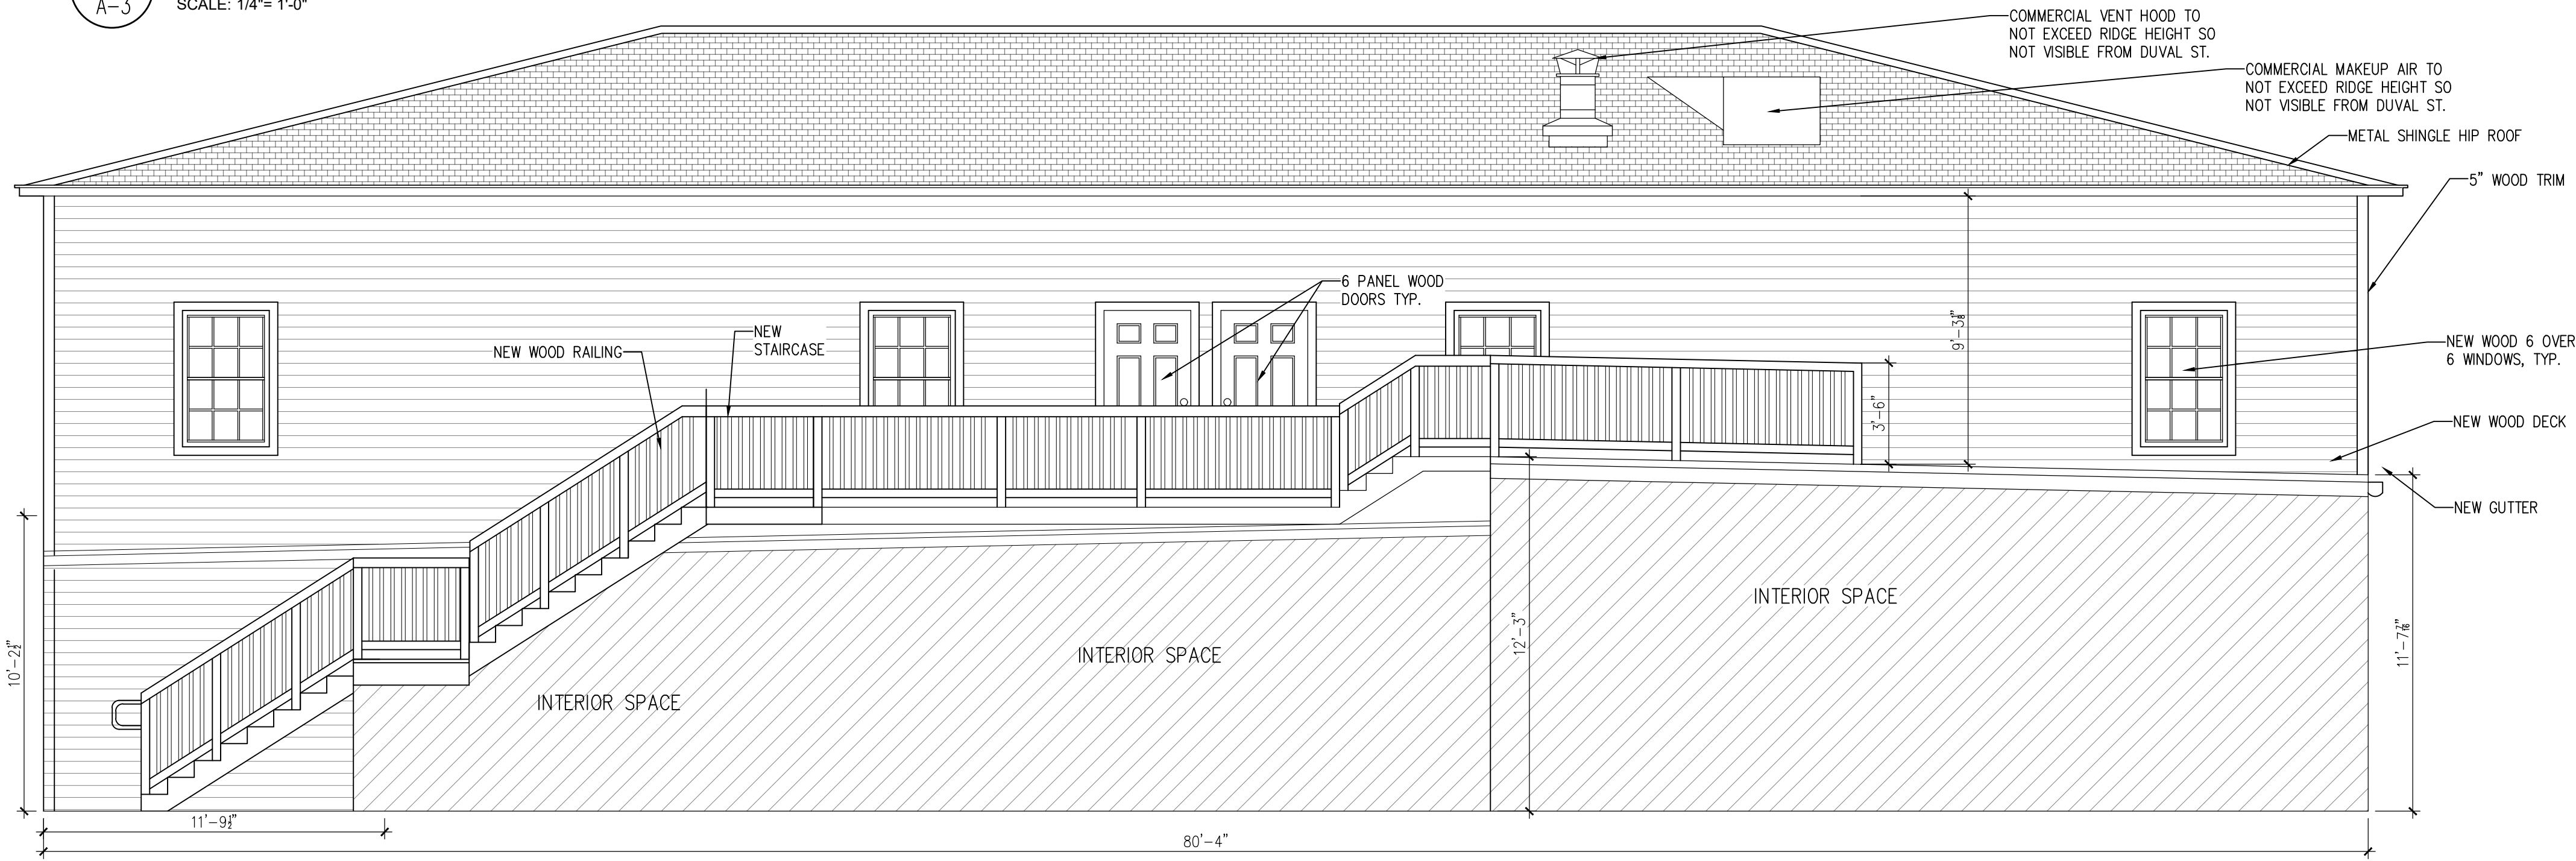 A-3
SCALE: 1/4"= 1'-0"
COMMERCIAL VENT HOOD TO
NOT EXCEED RIDGE HEIGHT SO
NOT VISIBLE FROM DUVAL ST.
COMMERCIAL MAKEUP AIR TO
NOT EXCEED RIDGE HEIGHT SO
NOT VISIBLE FROM DUVAL ST.
METAL SHINGLE HIP ROOF
5" WOOD TRIM
6 PANEL WOOD
DOORS TYP.
NEW
STAIRCASE
NEW WOOD RAILING
9'-3⅛"
NEW WOOD 6 OVER
6 WINDOWS, TYP.
3'-6"
NEW WOOD DECK
NEW GUTTER
INTERIOR SPACE
INTERIOR SPACE
INTERIOR SPACE
10'-2½"
12'-3"
11'-7⁷⁄₁₆"
11'-9½"
80'-4"